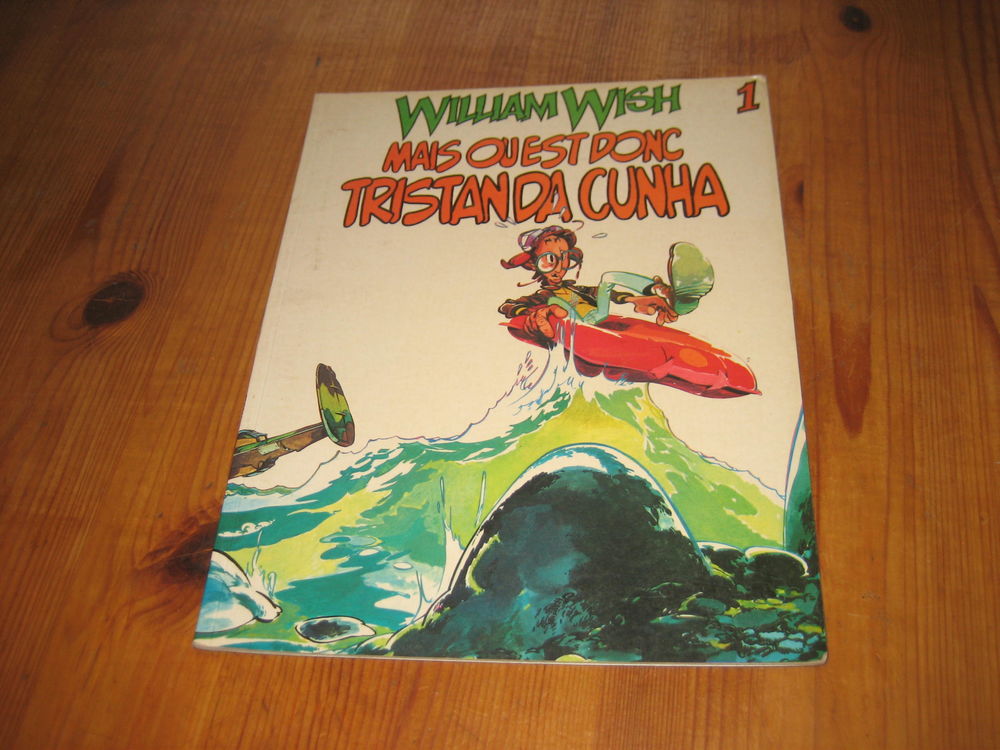 WILLIAM WISH
1
MAIS OU EST DONC
TRISTAN DA CUNHA